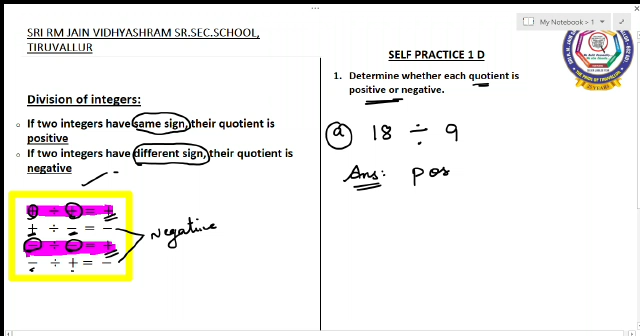 SRI RM JAIN VIDHYASHRAM SR.SEC.SCHOOL,
TIRUVALLUR
Division of integers:
o If two integers have same sign, their quotient is
positive
o If two integers have different sign, their quotient is
negative
+ ÷ + = +
+ ÷ − = −
− ÷ − = +
− ÷ + = −
Negative
My Notebook > 1
SELF PRACTICE 1 D
1. Determine whether each quotient is
positive or negative.
a 18 ÷ 9
Ans: pos